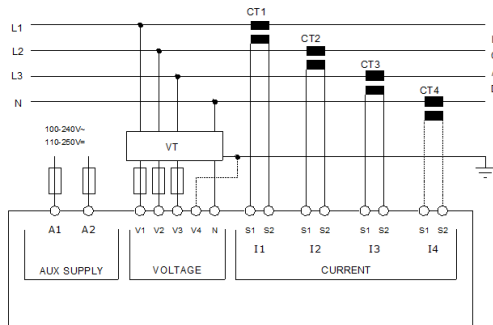 CT1
L1
CT2
L2
CT3
L3
CT4
N
100-240V~
110-250V=
VT
A1 A2 V1 V2 V3 V4 N S1 S2 S1 S2 S1 S2 S1 S2
I1 I2 I3 I4
AUX SUPPLY VOLTAGE CURRENT